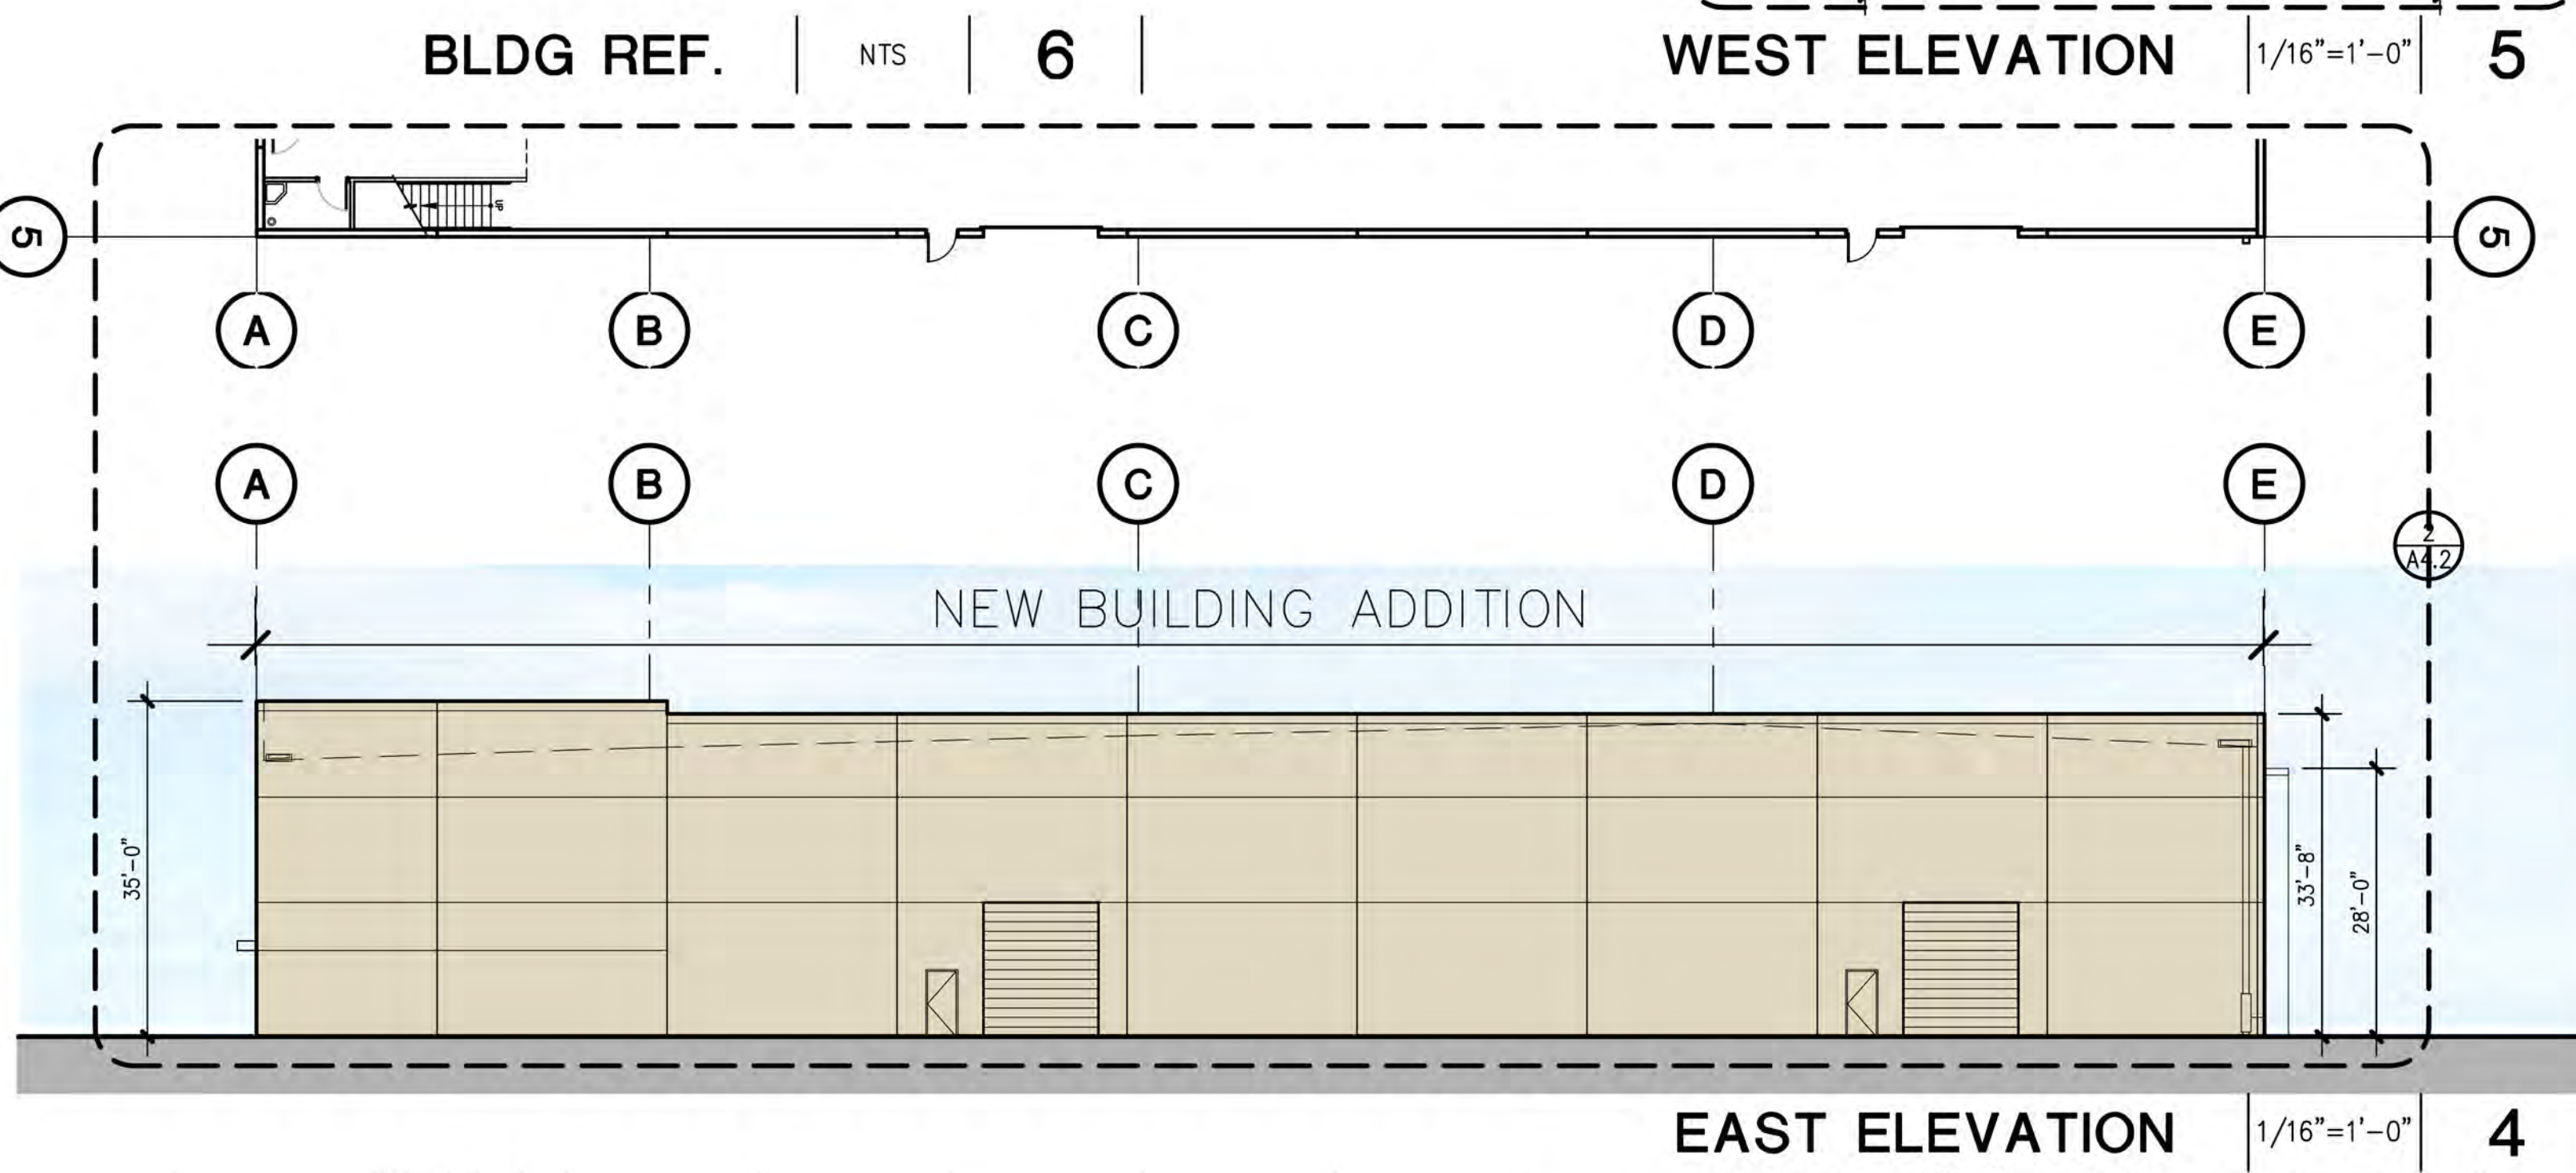 BLDG REF. NTS 6
WEST ELEVATION 1/16"=1'-0" 5
UP
5 5
A B C D E
A B C D E
2
A4.2
NEW BUILDING ADDITION
35'-0"
33'-8"
28'-0"
EAST ELEVATION 1/16"=1'-0" 4